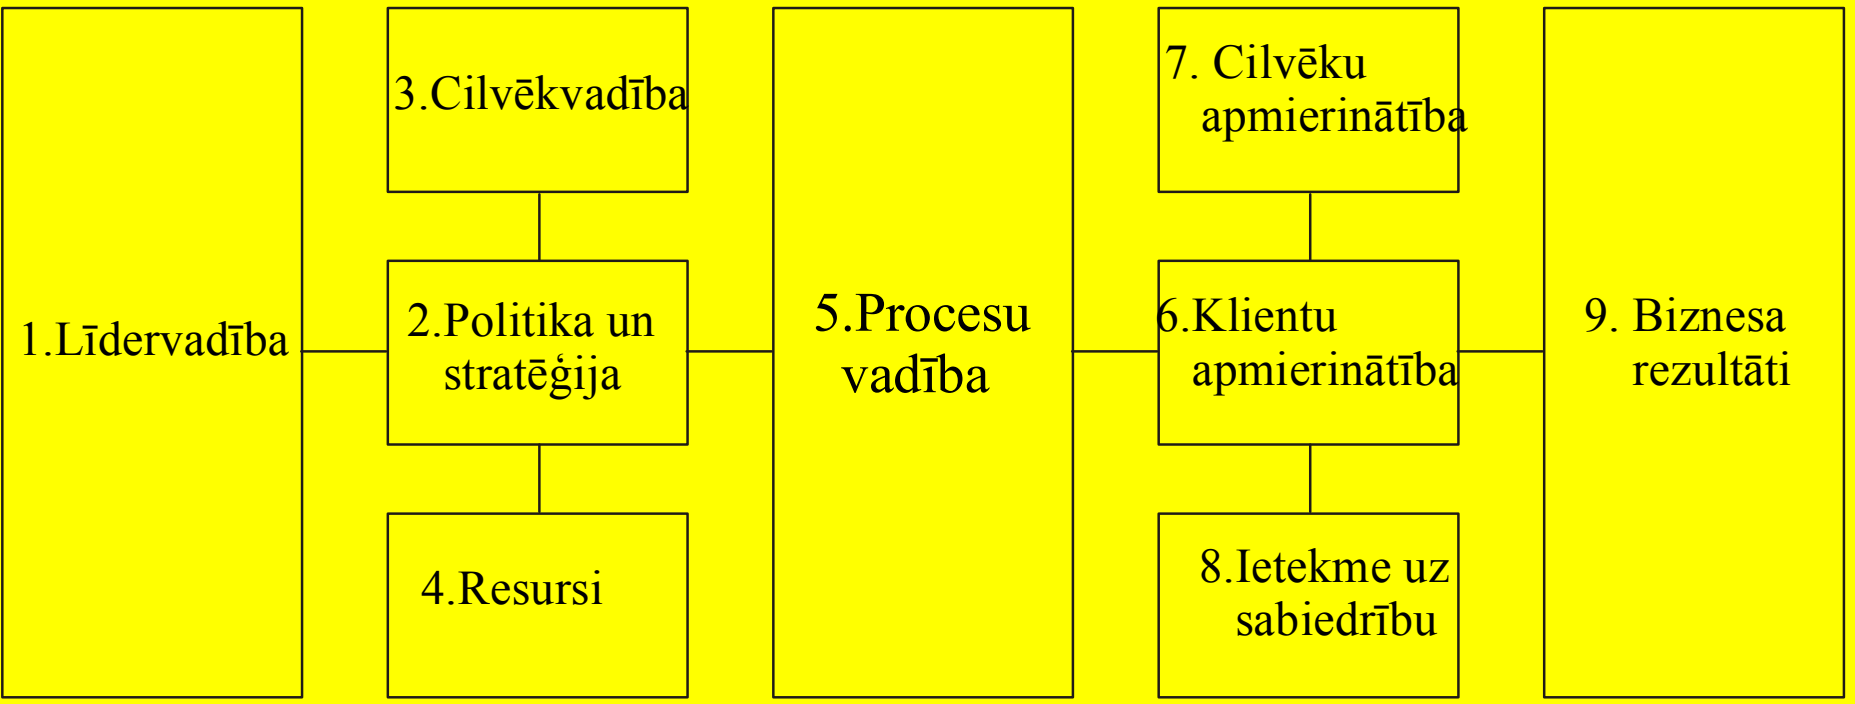 1.Līdervadība
3.Cilvēkvadība
2.Politika un
stratēģija
4.Resursi
5.Procesu
vadība
7. Cilvēku
apmierinātība
6.Klientu
apmierinātība
8.Ietekme uz
sabiedrību
9. Biznesa
rezultāti